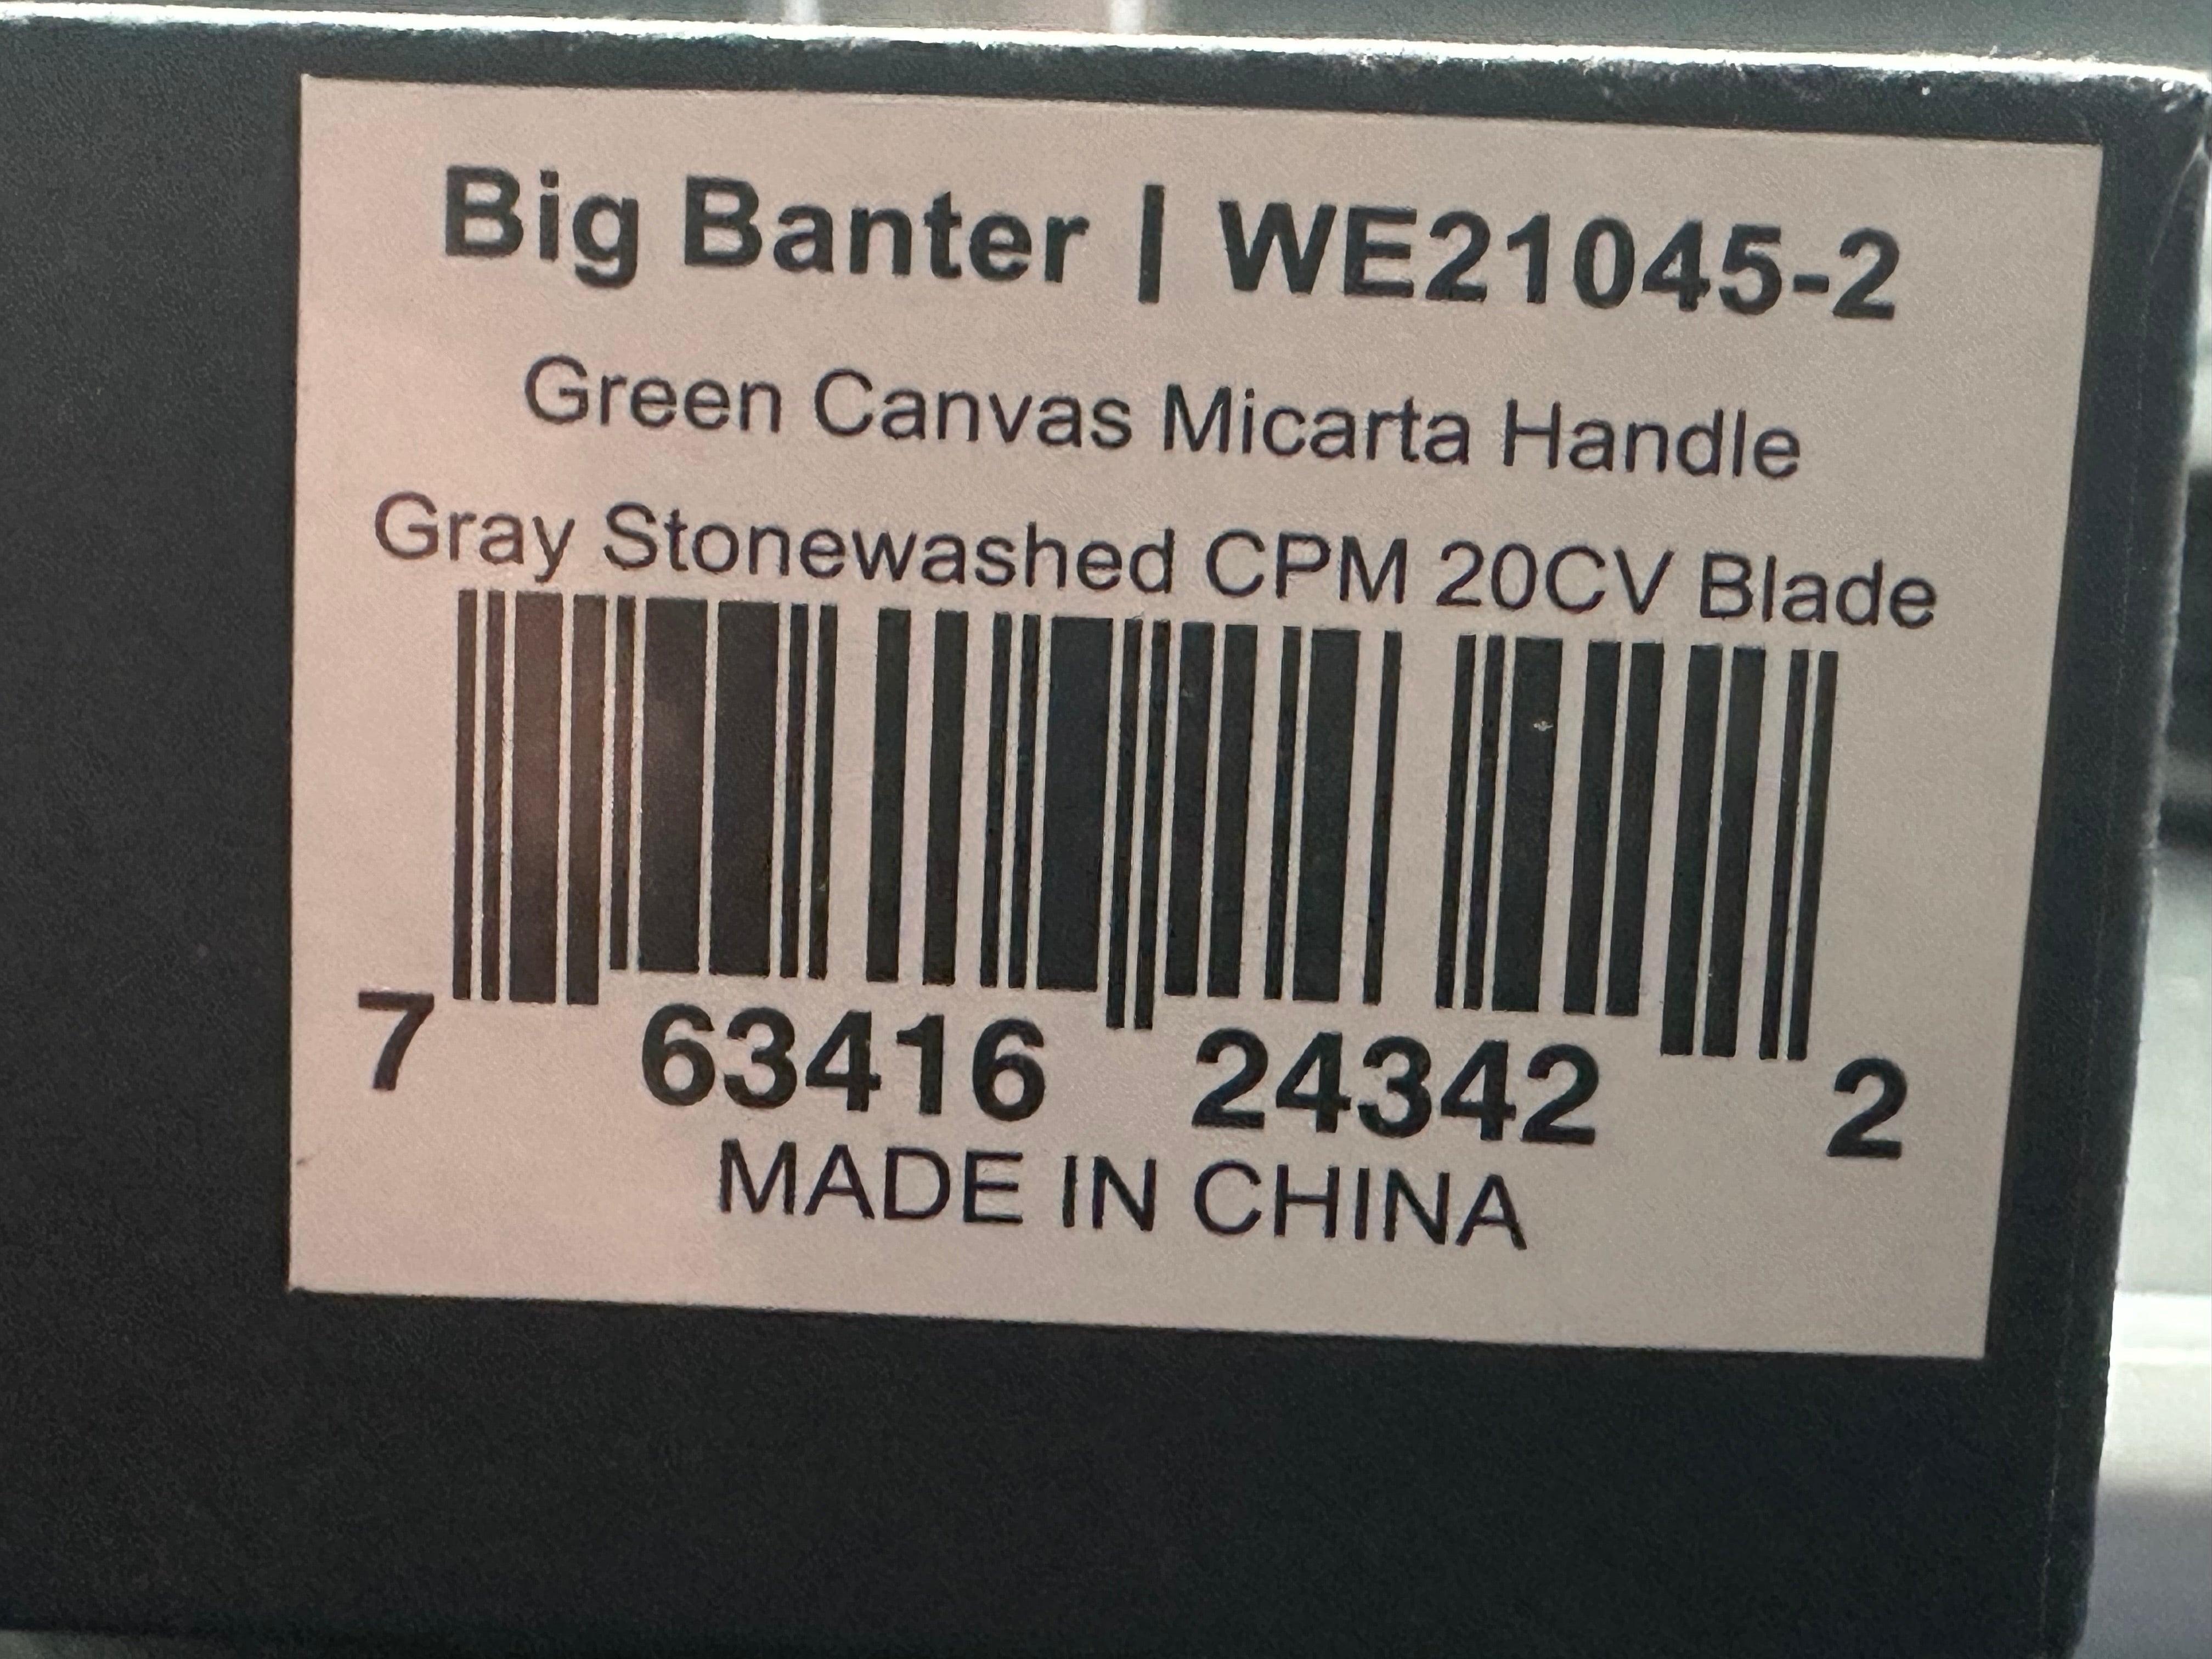 Big Banter | WE21045-2
Green Canvas Micarta Handle
Gray Stonewashed CPM 20CV Blade
7 63416 24342 2
MADE IN CHINA